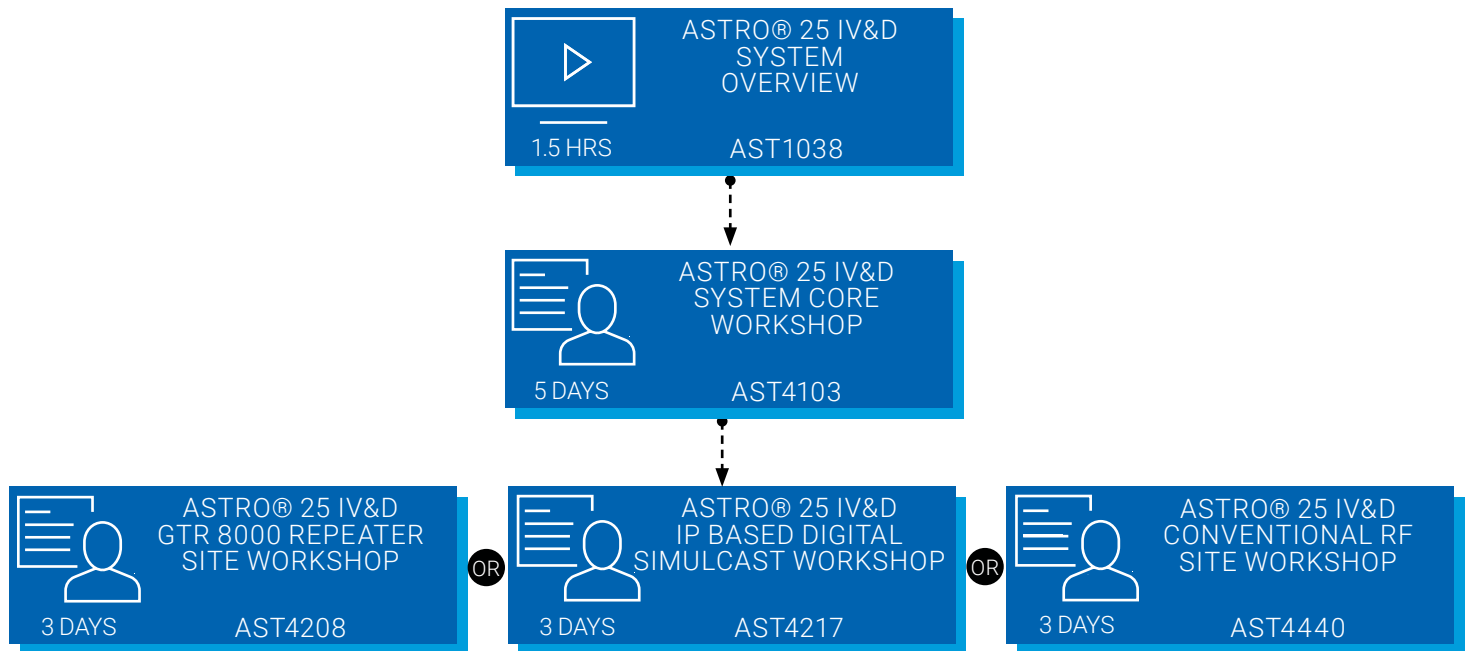 ASTRO® 25 IV&D
SYSTEM
OVERVIEW
1.5 HRS
AST1038
ASTRO® 25 IV&D
SYSTEM CORE
WORKSHOP
5 DAYS
AST4103
ASTRO® 25 IV&D
GTR 8000 REPEATER
SITE WORKSHOP
3 DAYS
AST4208
OR
ASTRO® 25 IV&D
IP BASED DIGITAL
SIMULCAST WORKSHOP
3 DAYS
AST4217
OR
ASTRO® 25 IV&D
CONVENTIONAL RF
SITE WORKSHOP
3 DAYS
AST4440